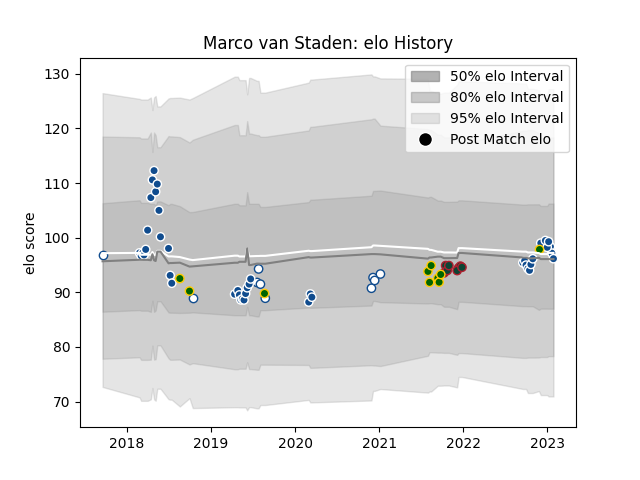 Marco van Staden: elo History
50% elo Interval
80% elo Interval
95% elo Interval
Post Match elo
elo score
130
120
110
100
90
80
70
2018
2019
2020
2021
2022
2023